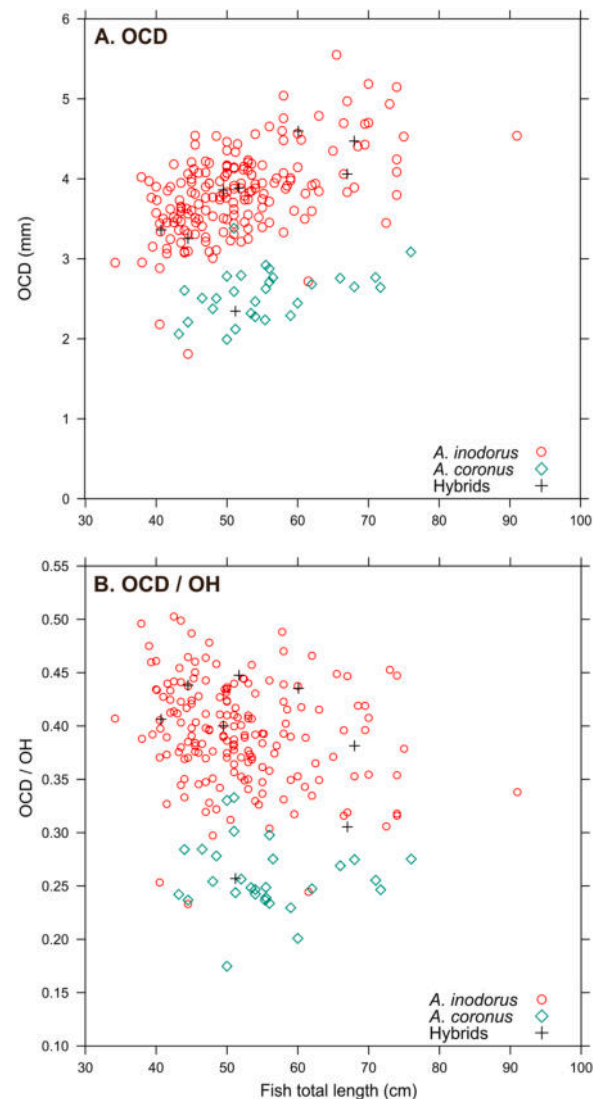 A. OCD
OCD (mm)
6
5
4
3
2
1
0
30 40 50 60 70 80 90 100
A. inodorus
A. coronus
Hybrids
B. OCD / OH
OCD / OH
0.55
0.50
0.45
0.40
0.35
0.30
0.25
0.20
0.15
0.10
30 40 50 60 70 80 90 100
Fish total length (cm)
A. inodorus
A. coronus
Hybrids